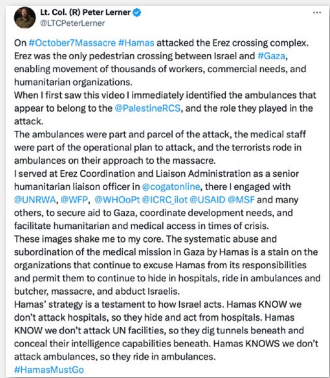 Lt. Col. (R) Peter Lerner
@LTCPeterLerner
On #October7Massacre #Hamas attacked the Erez crossing complex.
Erez was the only pedestrian crossing between Israel and #Gaza,
enabling movement of thousands of workers, commercial needs, and
humanitarian organizations.
When I first saw this video I immediately identified the ambulances that
appear to belong to the @PalestineRCS, and the role they played in the
attack.
The ambulances were part and parcel of the attack, the medical staff
were part of the operational plan to attack, and the terrorists rode in
ambulances on their approach to the massacre.
I served at Erez Coordination and Liaison Administration as a senior
humanitarian liaison officer in @cogatonline, there I engaged with
@UNRWA, @WFP, @WHOoPt @ICRC_ilot @USAID @MSF and
many others, to secure aid to Gaza, coordinate development needs, and
facilitate humanitarian and medical access in times of crisis.
These images shake me to my core. The systematic abuse and
subordination of the medical mission in Gaza by Hamas is a stain on the
organizations that continue to excuse Hamas from its responsibilities
and permit them to continue to hide in hospitals, ride in ambulances and
butcher, massacre, and abduct Israelis.
Hamas' strategy is a testament to how Israel acts. Hamas KNOW we
don't attack hospitals, so they hide and act from hospitals. Hamas
KNOW we don't attack UN facilities, so they dig tunnels beneath and
conceal their intelligence capabilities beneath. Hamas KNOWS we don't
attack ambulances, so they ride in ambulances.
#HamasMustGo